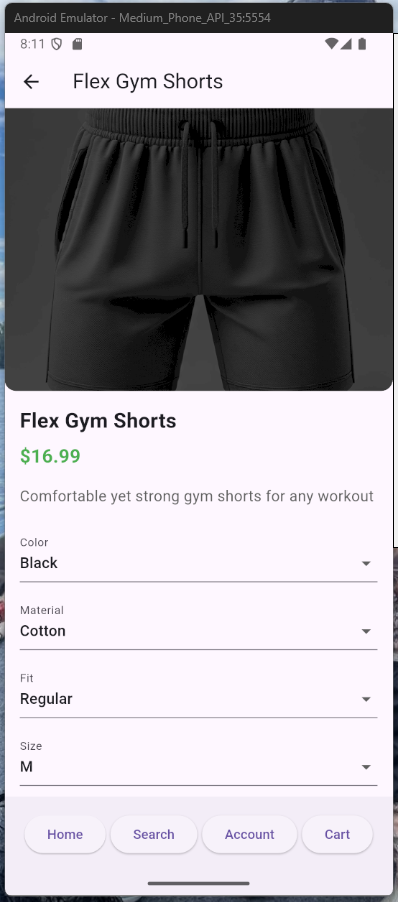 Android Emulator - Medium_Phone_API_35:5554
8:11
Flex Gym Shorts
Flex Gym Shorts
$16.99
Comfortable yet strong gym shorts for any workout
Color
Black
Material
Cotton
Fit
Regular
Size
M
Home Search Account Cart